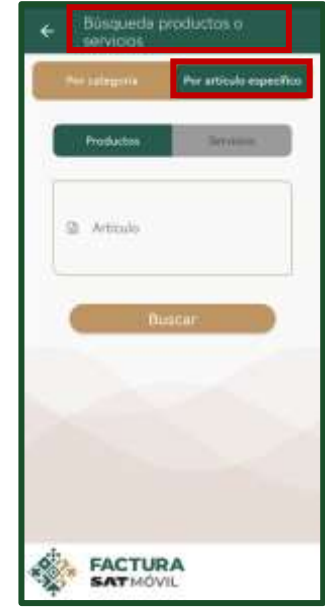 Búsqueda productos o
servicios
Por categoría
Por artículo específico
Productos
Servicios
Artículo
Buscar
FACTURA
SAT MÓVIL